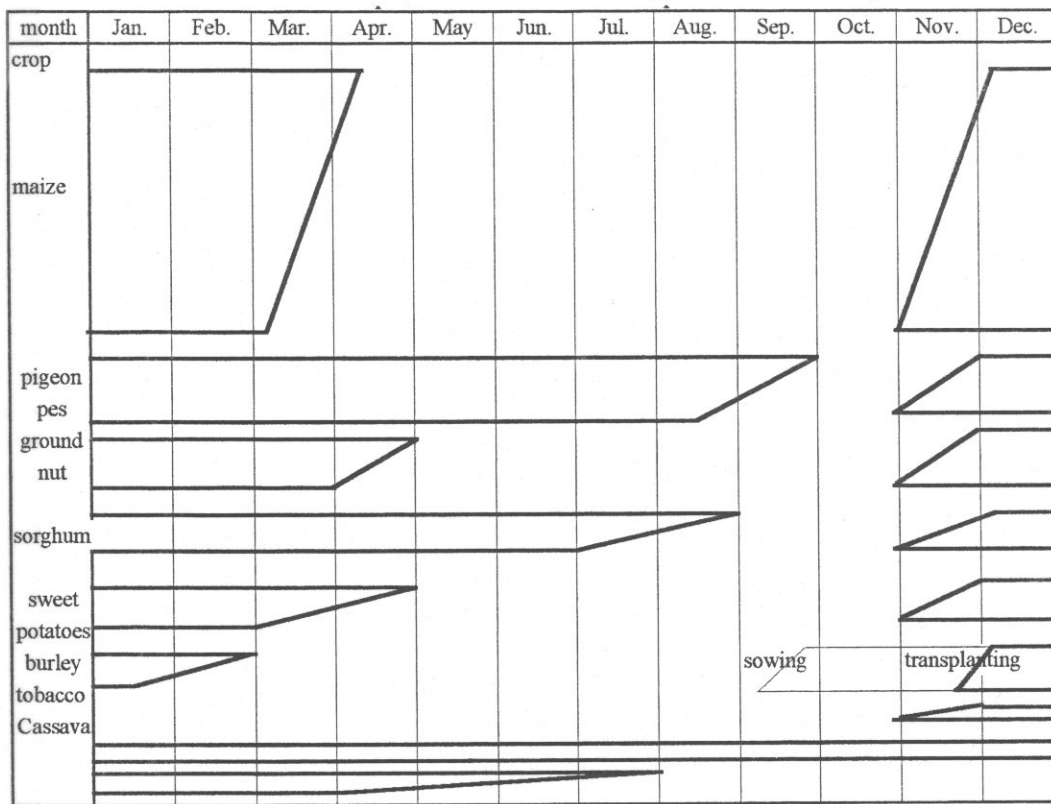 month Jan. Feb. Mar. Apr. May Jun. Jul. Aug. Sep. Oct. Nov. Dec.
crop
maize
pigeon
pes
ground
nut
sorghum
sweet
potatoes
burley
sowing transplanting
tobacco
Cassava